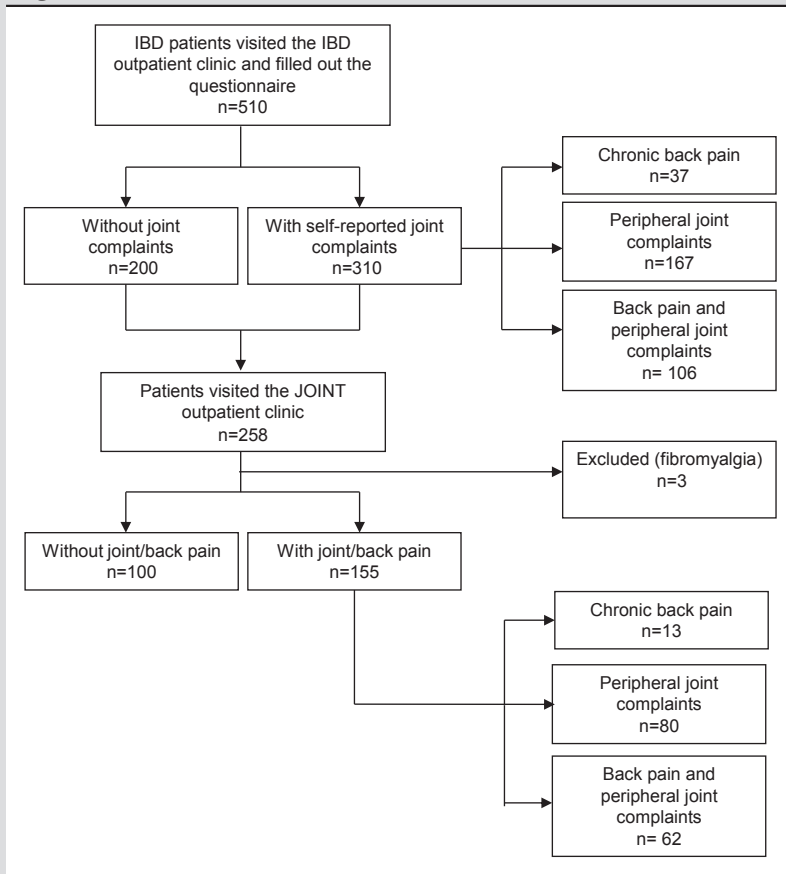 IBD patients visited the IBD
outpatient clinic and filled out the
questionnaire
n=510
Without joint
complaints
n=200
With self-reported joint
complaints
n=310
Chronic back pain
n=37
Peripheral joint
complaints
n=167
Back pain and
peripheral joint
complaints
n= 106
Patients visited the JOINT
outpatient clinic
n=258
Excluded (fibromyalgia)
n=3
Without joint/back pain
n=100
With joint/back pain
n=155
Chronic back pain
n=13
Peripheral joint
complaints
n=80
Back pain and
peripheral joint
complaints
n= 62